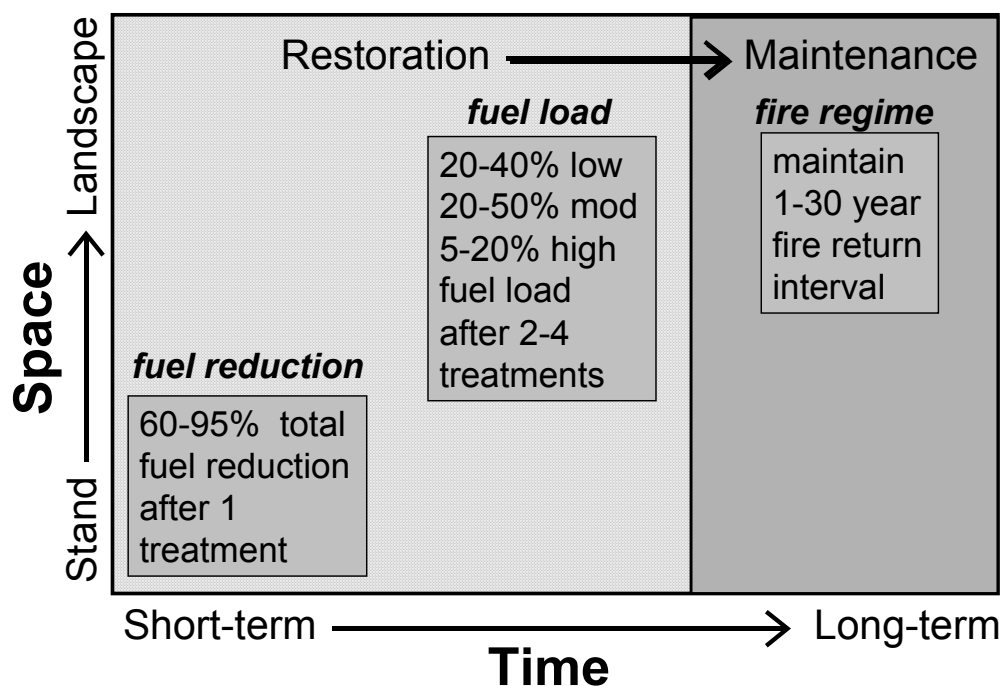 Restoration
Maintenance
fuel load
20-40% low
20-50% mod
5-20% high
fuel load
after 2-4
treatments
fire regime
maintain
1-30 year
fire return
interval
fuel reduction
60-95% total
fuel reduction
after 1
treatment
Landscape
Space
Stand
Short-term
Long-term
Time